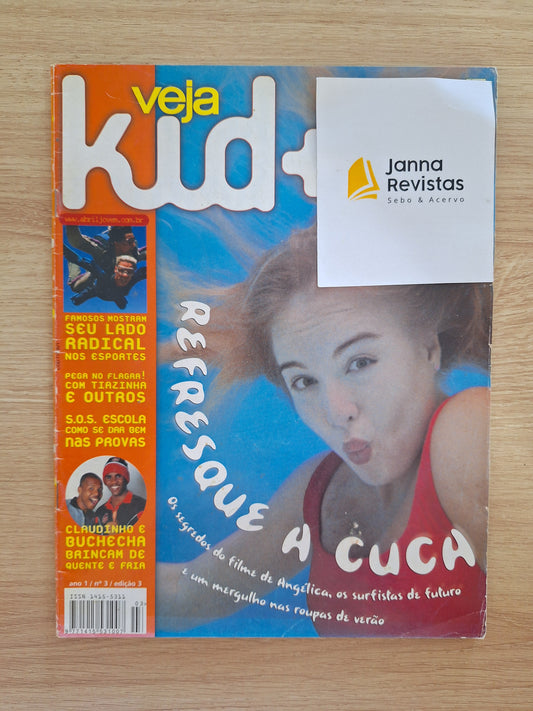 veja
kid+
Janna
Revistas
Sebo & Acervo
www.abriljovem.com.br
FAMOSOS MOSTRAM
SEU LADO
RADICAL
NOS ESPORTES
PEGA NO FLAGRA!
COM TIAZINHA
E OUTROS
S.O.S. ESCOLA
COMO SE DAR BEM
NAS PROVAS
CLAUDINHO E
BUCHECHA
BRINCAM DE
QUENTE E FRIA
ano 1 / nº 3 / edição 3
ISSN 1415-5311
03>
REFRESQUE A CUCA
Os segredos do filme de Angélica, os surfistas de futuro
e um mergulho nas roupas de verão